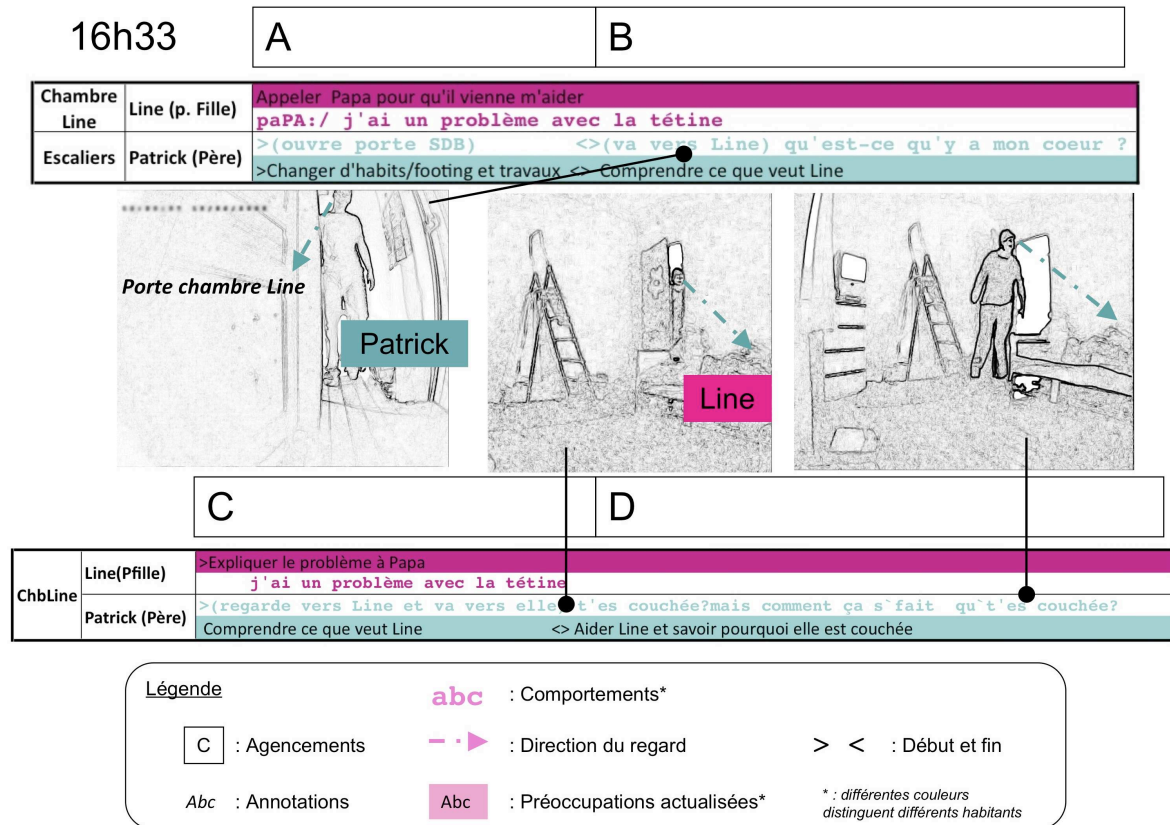 16h33
A
B
Chambre Line
Line (p. Fille)
Appeler Papa pour qu'il vienne m'aider
paPA:/ j'ai un problème avec la tétine
Escaliers
Patrick (Père)
>(ouvre porte SDB) <>(va vers Line) qu'est-ce qu'y a mon coeur ?
>Changer d'habits/footing et travaux <> Comprendre ce que veut Line
Porte chambre Line
Patrick
Line
C
D
ChbLine
Line(Pfille)
>Expliquer le problème à Papa
j'ai un problème avec la tétine
Patrick (Père)
>(regarde vers Line et va vers elle t'es couchée?mais comment ça s`fait qu`t'es couchée?
Comprendre ce que veut Line <> Aider Line et savoir pourquoi elle est couchée
Légende
abc : Comportements*
C : Agencements
: Direction du regard
> < : Début et fin
Abc : Annotations
Abc : Préoccupations actualisées*
* : différentes couleurs
distinguent différents habitants